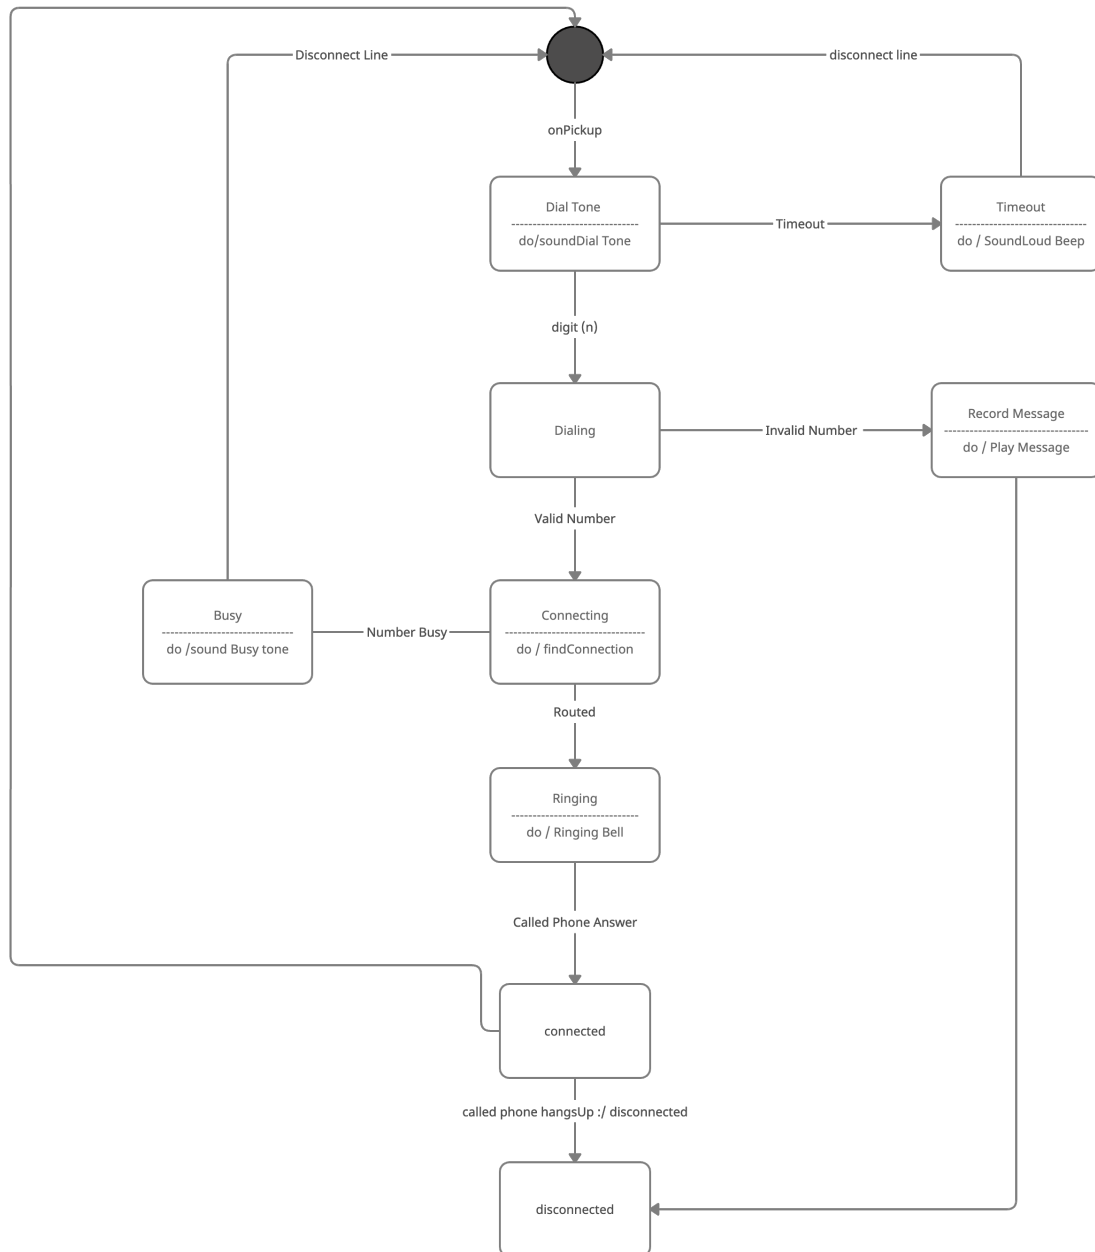 Disconnect Line
disconnect line
onPickup
Dial Tone
do/soundDial Tone
Timeout
Timeout
do / SoundLoud Beep
digit (n)
Dialing
Invalid Number
Record Message
do / Play Message
Valid Number
Busy
do /sound Busy tone
Number Busy
Connecting
do / findConnection
Routed
Ringing
do / Ringing Bell
Called Phone Answer
connected
called phone hangsUp :/ disconnected
disconnected